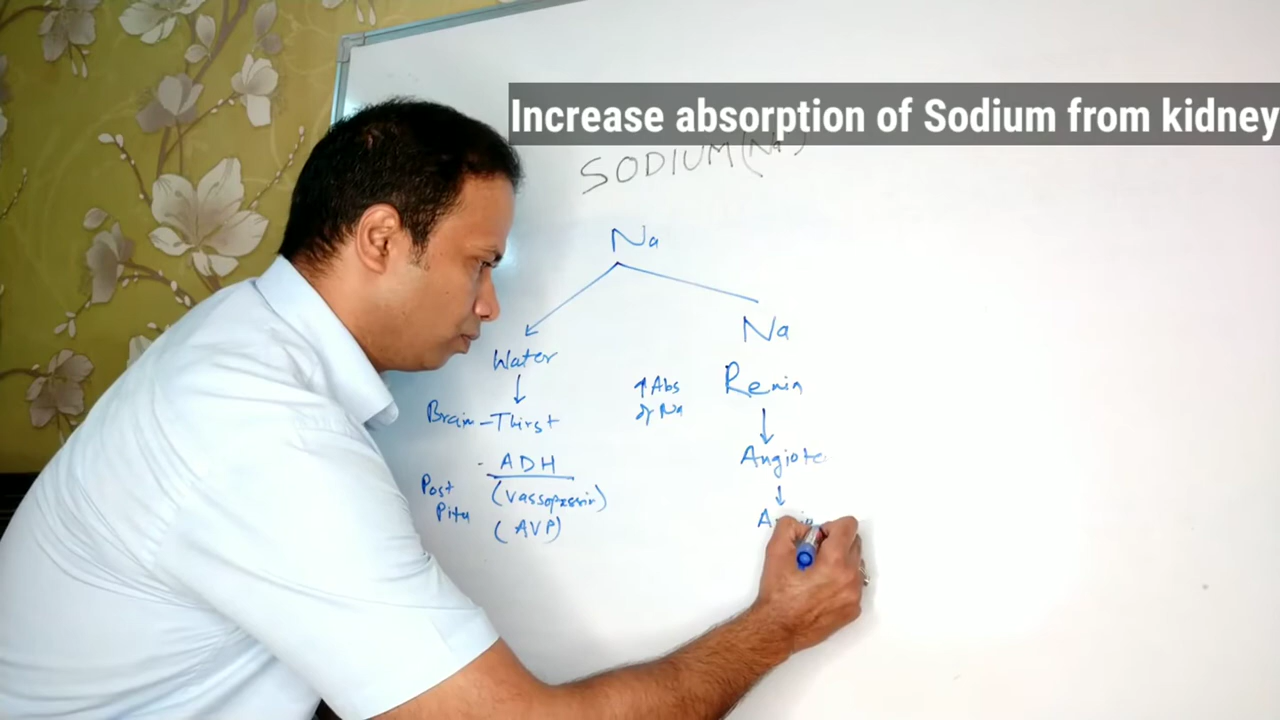 Increase absorption of Sodium from kidney
SODIUM (Na)
Na
Water
Brain - Thirst
ADH
(Vassopressin)
(AVP)
Post
Pitu
↑ Abs
of Na
Na
Renin
Angiote